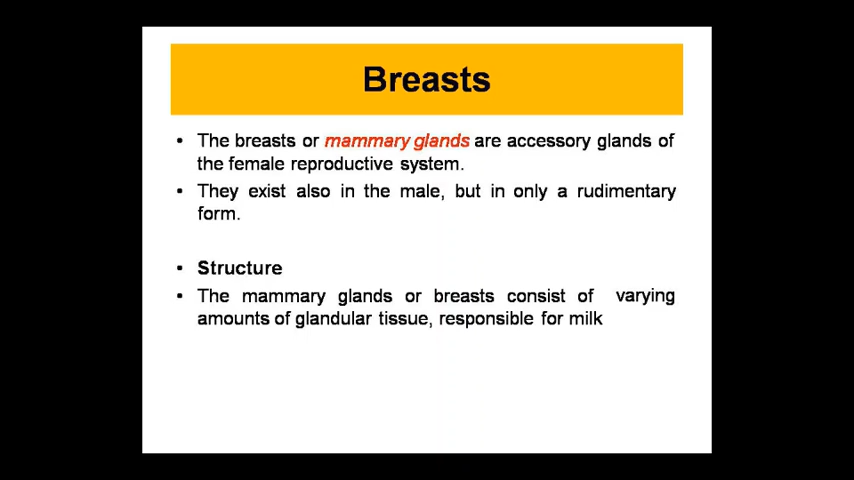 Breasts
• The breasts or mammary glands are accessory glands of
the female reproductive system.
• They exist also in the male, but in only a rudimentary
form.
• Structure
• The mammary glands or breasts consist of varying
amounts of glandular tissue, responsible for milk